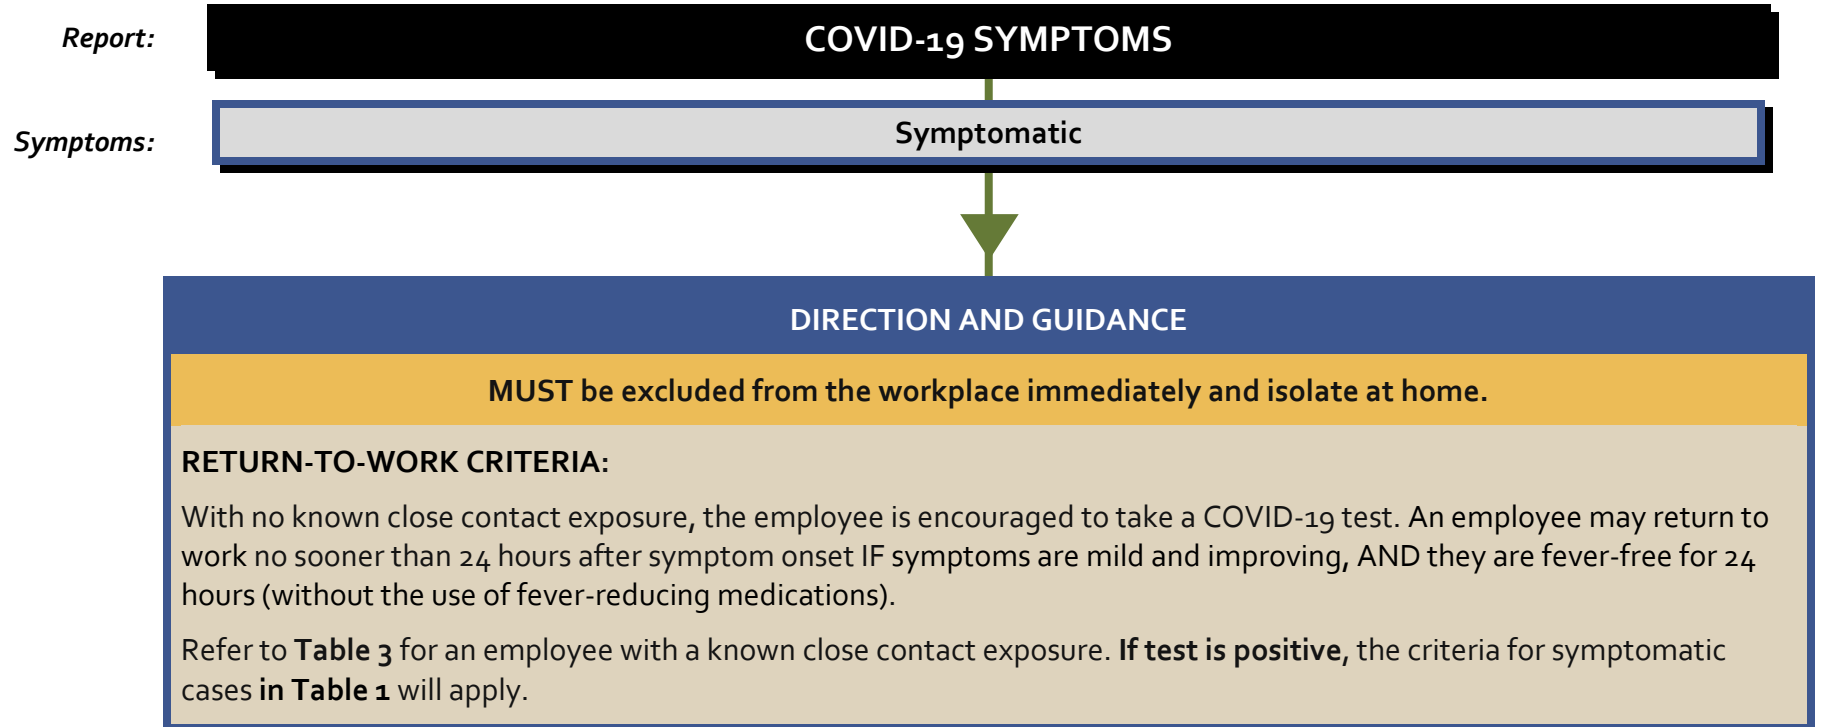 Report:
COVID-19 SYMPTOMS
Symptoms:
Symptomatic
DIRECTION AND GUIDANCE
MUST be excluded from the workplace immediately and isolate at home.
RETURN-TO-WORK CRITERIA:
With no known close contact exposure, the employee is encouraged to take a COVID-19 test. An employee may return to
work no sooner than 24 hours after symptom onset IF symptoms are mild and improving, AND they are fever-free for 24
hours (without the use of fever-reducing medications).
Refer to Table 3 for an employee with a known close contact exposure. If test is positive, the criteria for symptomatic
cases in Table 1 will apply.